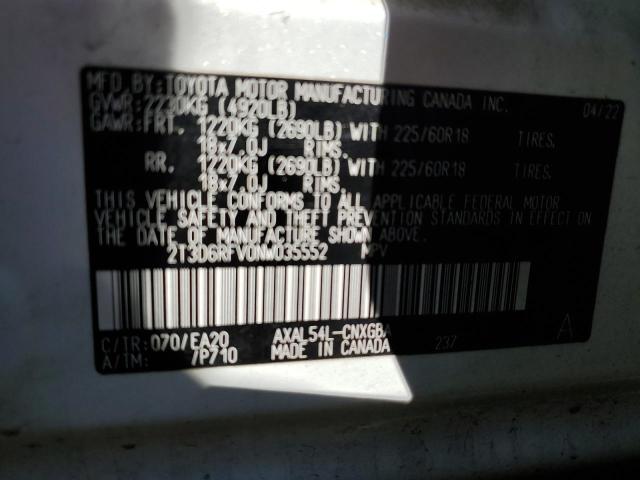 MFD.BY:TOYOTA MOTOR MANUFACTURING CANADA INC. 04/22
GVWR:2230KG (4920LB)
GAWR:FRT. 1220KG (2690LB) WITH 225/60R18 TIRES.
18x7.0J RIMS.
RR. 1220KG (2690LB) WITH 225/60R18 TIRES.
18x7.0J RIMS.
THIS VEHICLE CONFORMS TO ALL APPLICABLE FEDERAL MOTOR
VEHICLE SAFETY AND THEFT PREVENTION STANDARDS IN EFFECT ON
THE DATE OF MANUFACTURE SHOWN ABOVE.
2T3D6RFV0NW035552 MPV
C/TR:070/EA20 AXAL54L-CNXGBA A
A/TM: /P710 MADE IN CANADA 237